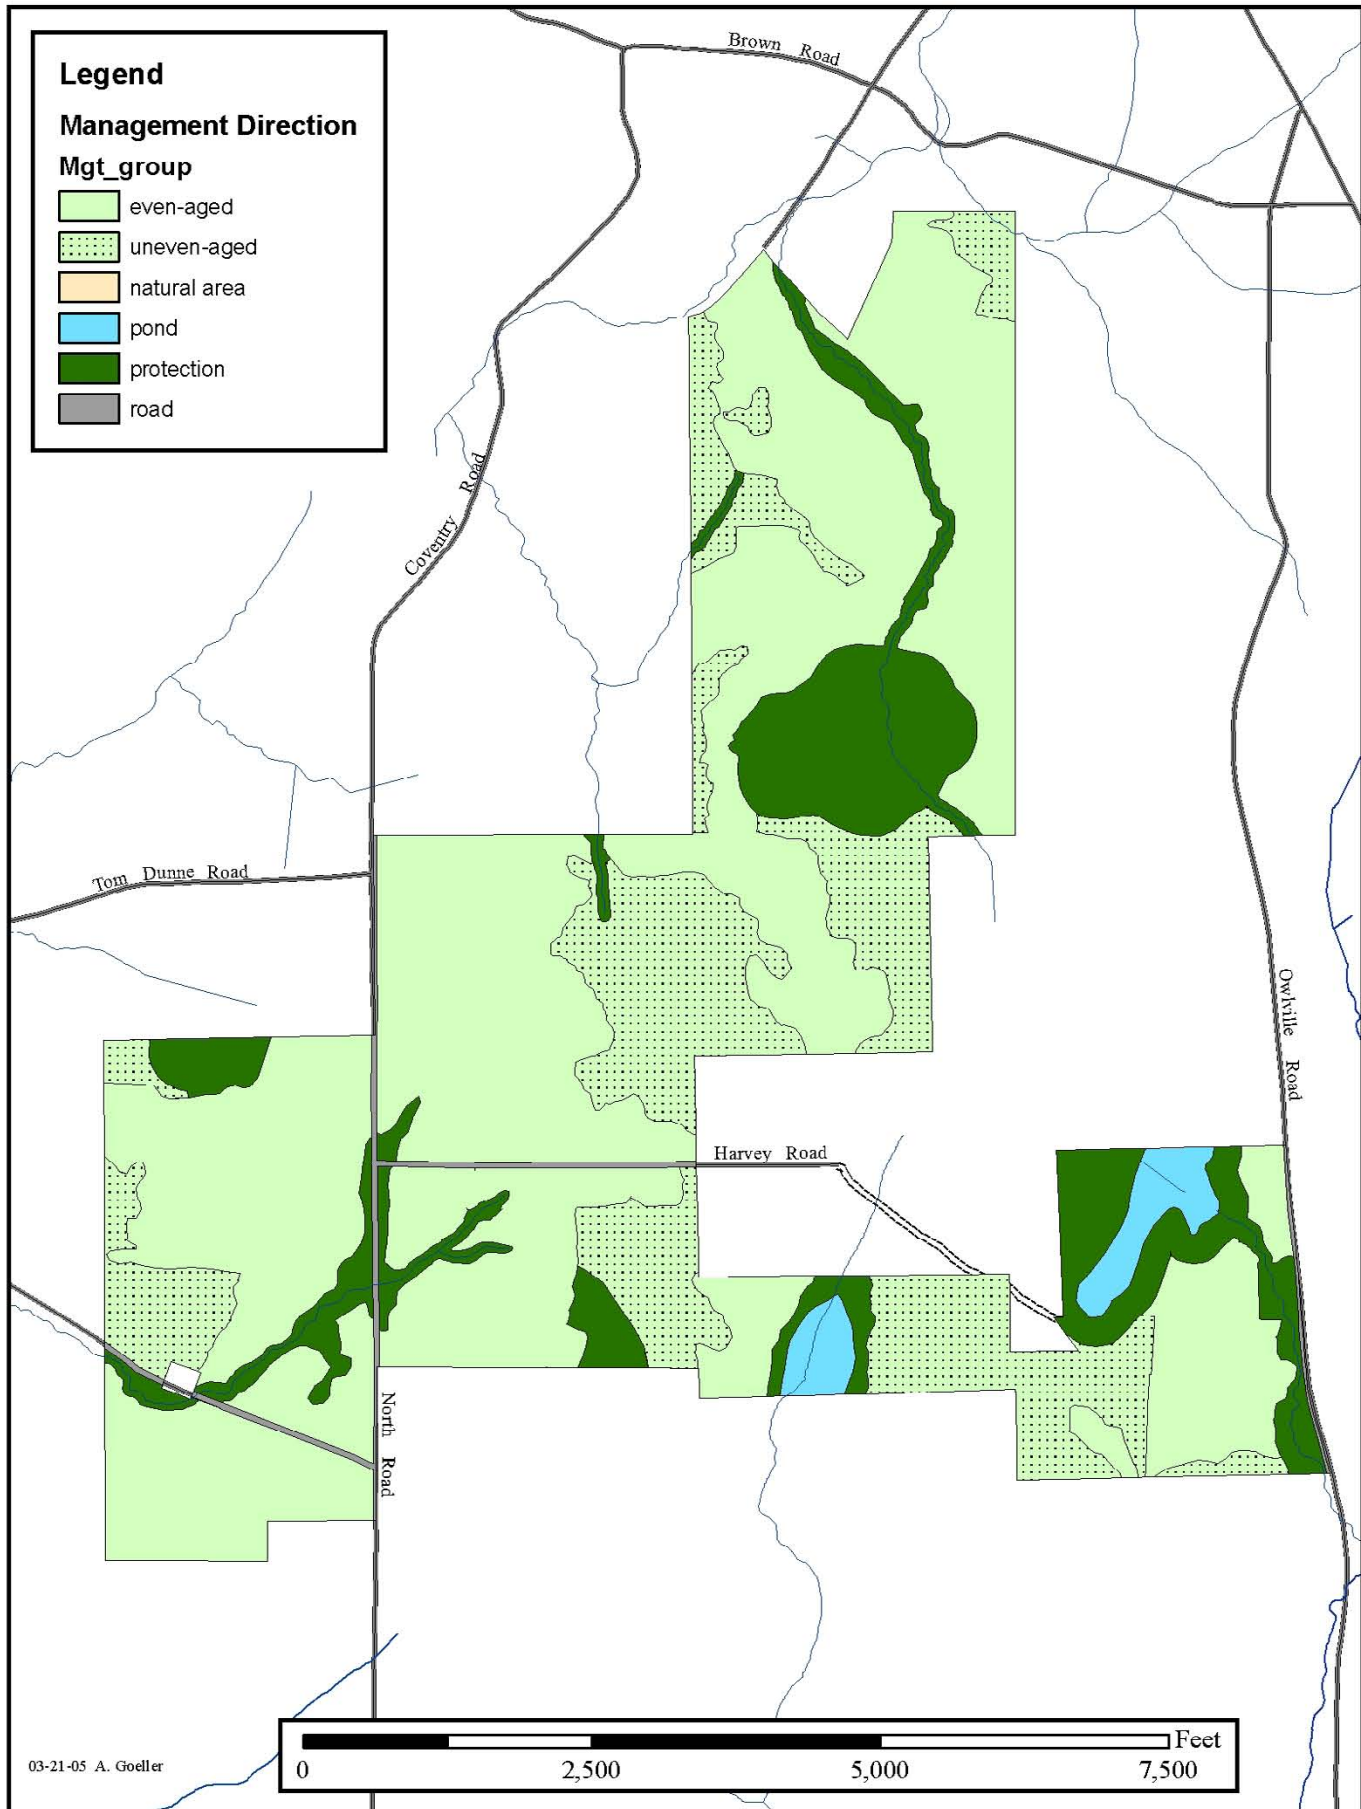 Legend
Management Direction
Mgt_group
even-aged
uneven-aged
natural area
pond
protection
road
Brown Road
Coventry Road
Tom Dunne Road
Owlville Road
Harvey Road
North Road
Feet
0 2,500 5,000 7,500
03-21-05 A. Goeller